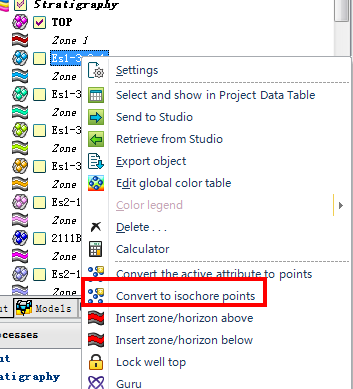 Stratigraphy
TOP
Zone 1
Es1-3
Settings
Es1-3
Select and show in Project Data Table
Zone
Send to Studio
Es1-3
Retrieve from Studio
Zone
Export object
Es1-3
Edit global color table
Zone
Color legend
Es2-1
Delete . . .
Zone
2111B
Calculator
Zone
Convert the active attribute to points
Es2-1
Convert to isochore points
Zone
ut
Models
Insert zone/horizon above
ocesses
Insert zone/horizon below
ut
Lock well top
atigraphy
Guru